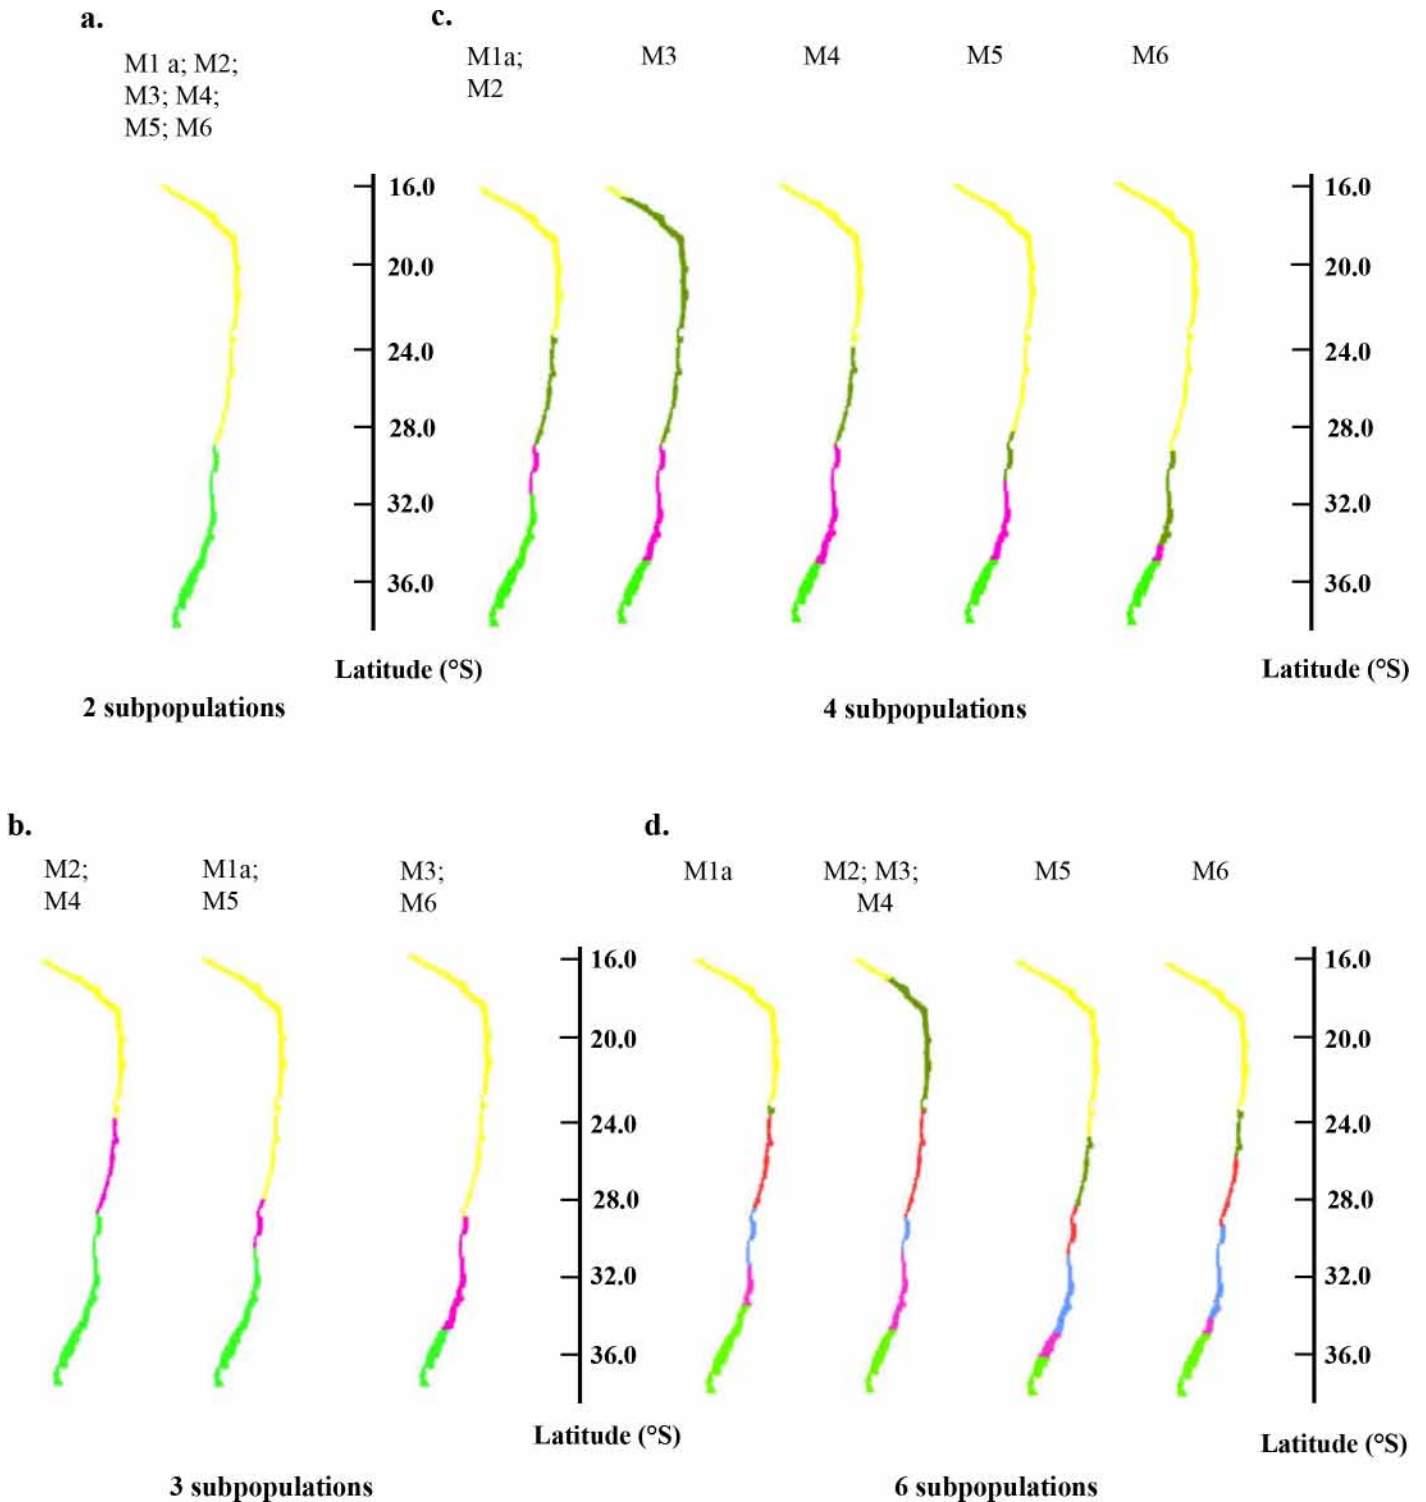 a.
M1 a; M2;
M3; M4;
M5; M6
16.0
20.0
24.0
28.0
32.0
36.0
Latitude (°S)
2 subpopulations
c.
M1a;
M2
M3
M4
M5
M6
16.0
20.0
24.0
28.0
32.0
36.0
Latitude (°S)
4 subpopulations
b.
M2;
M4
M1a;
M5
M3;
M6
16.0
20.0
24.0
28.0
32.0
36.0
Latitude (°S)
3 subpopulations
d.
M1a
M2; M3;
M4
M5
M6
16.0
20.0
24.0
28.0
32.0
36.0
Latitude (°S)
6 subpopulations